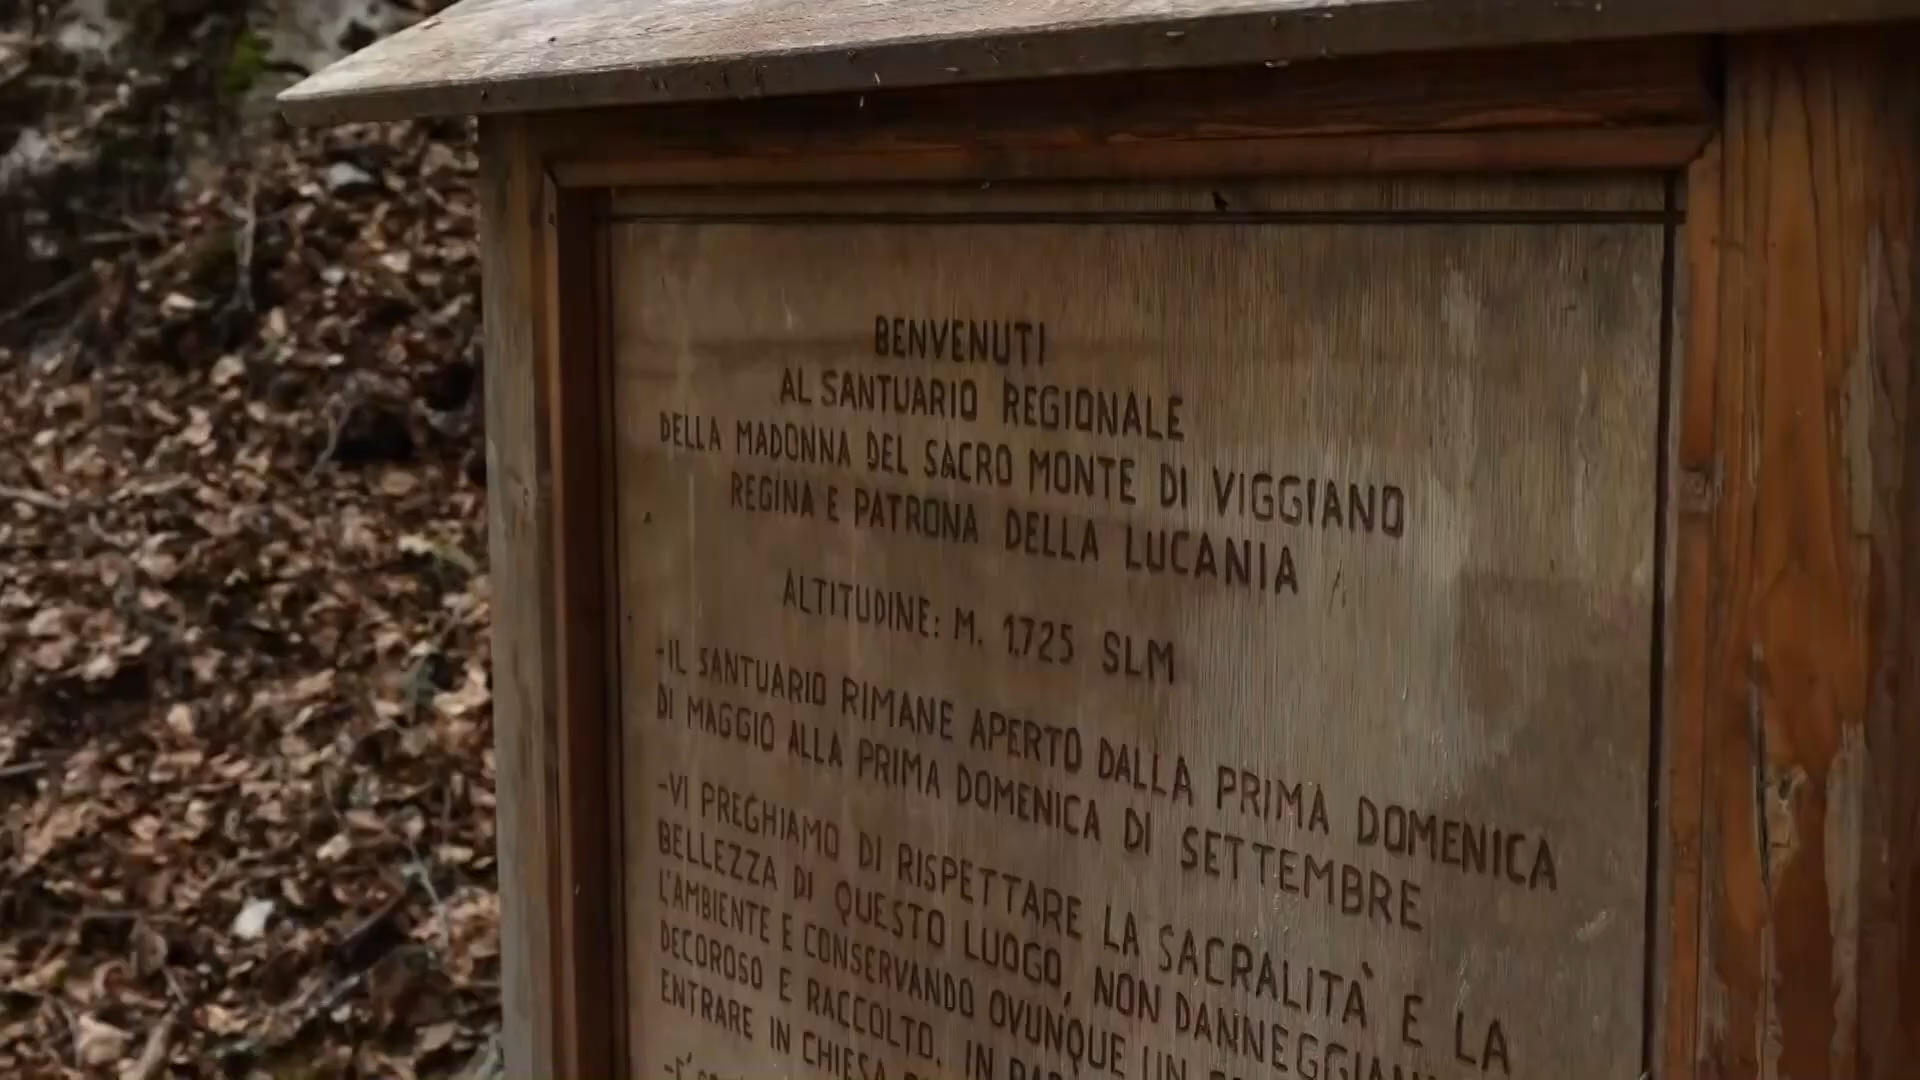 BENVENUTI
AL SANTUARIO REGIONALE
DELLA MADONNA DEL SACRO MONTE DI VIGGIANO
REGINA E PATRONA DELLA LUCANIA
ALTITUDINE: M. 1.725 SLM
-IL SANTUARIO RIMANE APERTO DALLA PRIMA DOMENICA
DI MAGGIO ALLA PRIMA DOMENICA DI SETTEMBRE
-VI PREGHIAMO DI RISPETTARE LA SACRALITÀ E LA
BELLEZZA DI QUESTO LUOGO, NON DANNEGGIAN
L'AMBIENTE E CONSERVANDO OVUNQUE UN
DECOROSO E RACCOLTO. IN
ENTRARE IN CHIESA